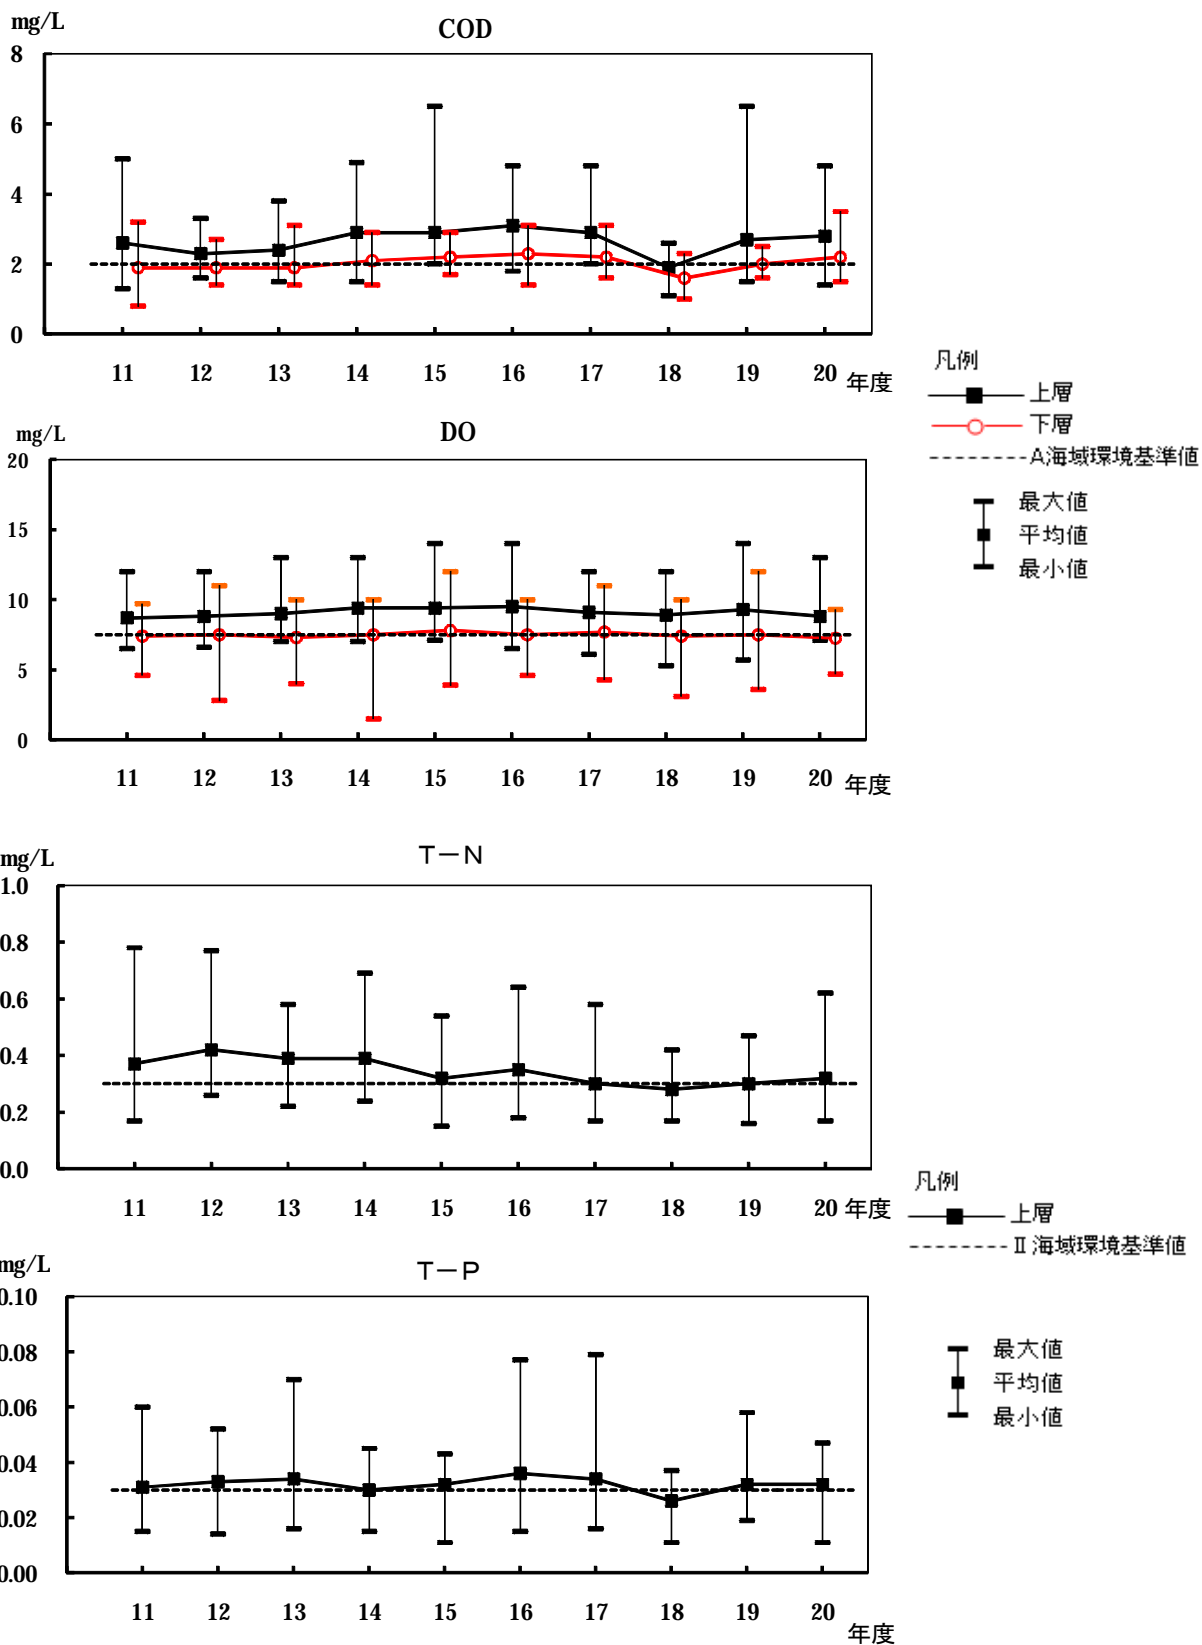 mg/L
COD
8
6
4
2
0
11 12 13 14 15 16 17 18 19 20 年度
凡例
上層
下層
A海域環境基準値
最大値
平均値
最小値
mg/L
DO
20
15
10
5
0
11 12 13 14 15 16 17 18 19 20 年度
mg/L
T－N
1.0
0.8
0.6
0.4
0.2
0.0
11 12 13 14 15 16 17 18 19 20 年度
凡例
上層
Ⅱ海域環境基準値
最大値
平均値
最小値
mg/L
T－P
0.10
0.08
0.06
0.04
0.02
0.00
11 12 13 14 15 16 17 18 19 20 年度